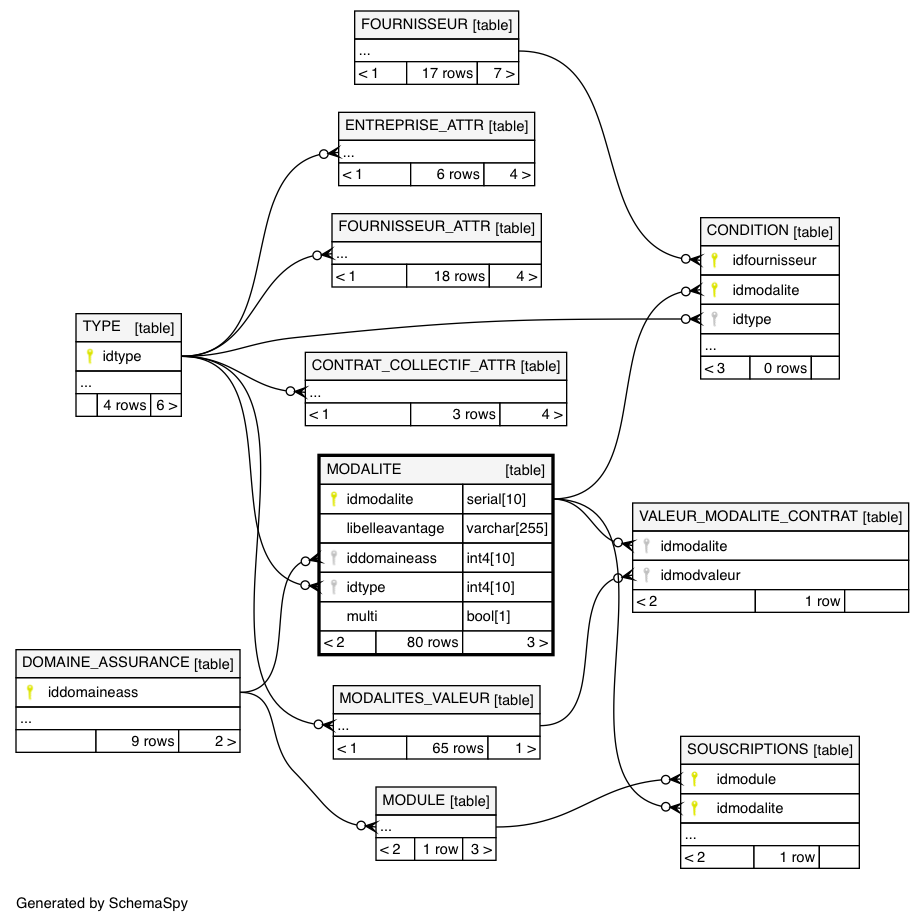 FOURNISSEUR [table]
...
< 1 17 rows 7 >
ENTREPRISE_ATTR [table]
...
< 1 6 rows 4 >
FOURNISSEUR_ATTR [table]
...
< 1 18 rows 4 >
CONDITION [table]
idfournisseur
idmodalite
idtype
...
< 3 0 rows
TYPE [table]
idtype
...
4 rows 6 >
CONTRAT_COLLECTIF_ATTR [table]
...
< 1 3 rows 4 >
MODALITE [table]
idmodalite serial[10]
libelleavantage varchar[255]
iddomaineass int4[10]
idtype int4[10]
multi bool[1]
< 2 80 rows 3 >
VALEUR_MODALITE_CONTRAT [table]
idmodalite
idmodvaleur
< 2 1 row
DOMAINE_ASSURANCE [table]
iddomaineass
...
9 rows 2 >
MODALITES_VALEUR [table]
...
< 1 65 rows 1 >
SOUSCRIPTIONS [table]
idmodule
idmodalite
...
< 2 1 row
MODULE [table]
...
< 2 1 row 3 >
Generated by SchemaSpy